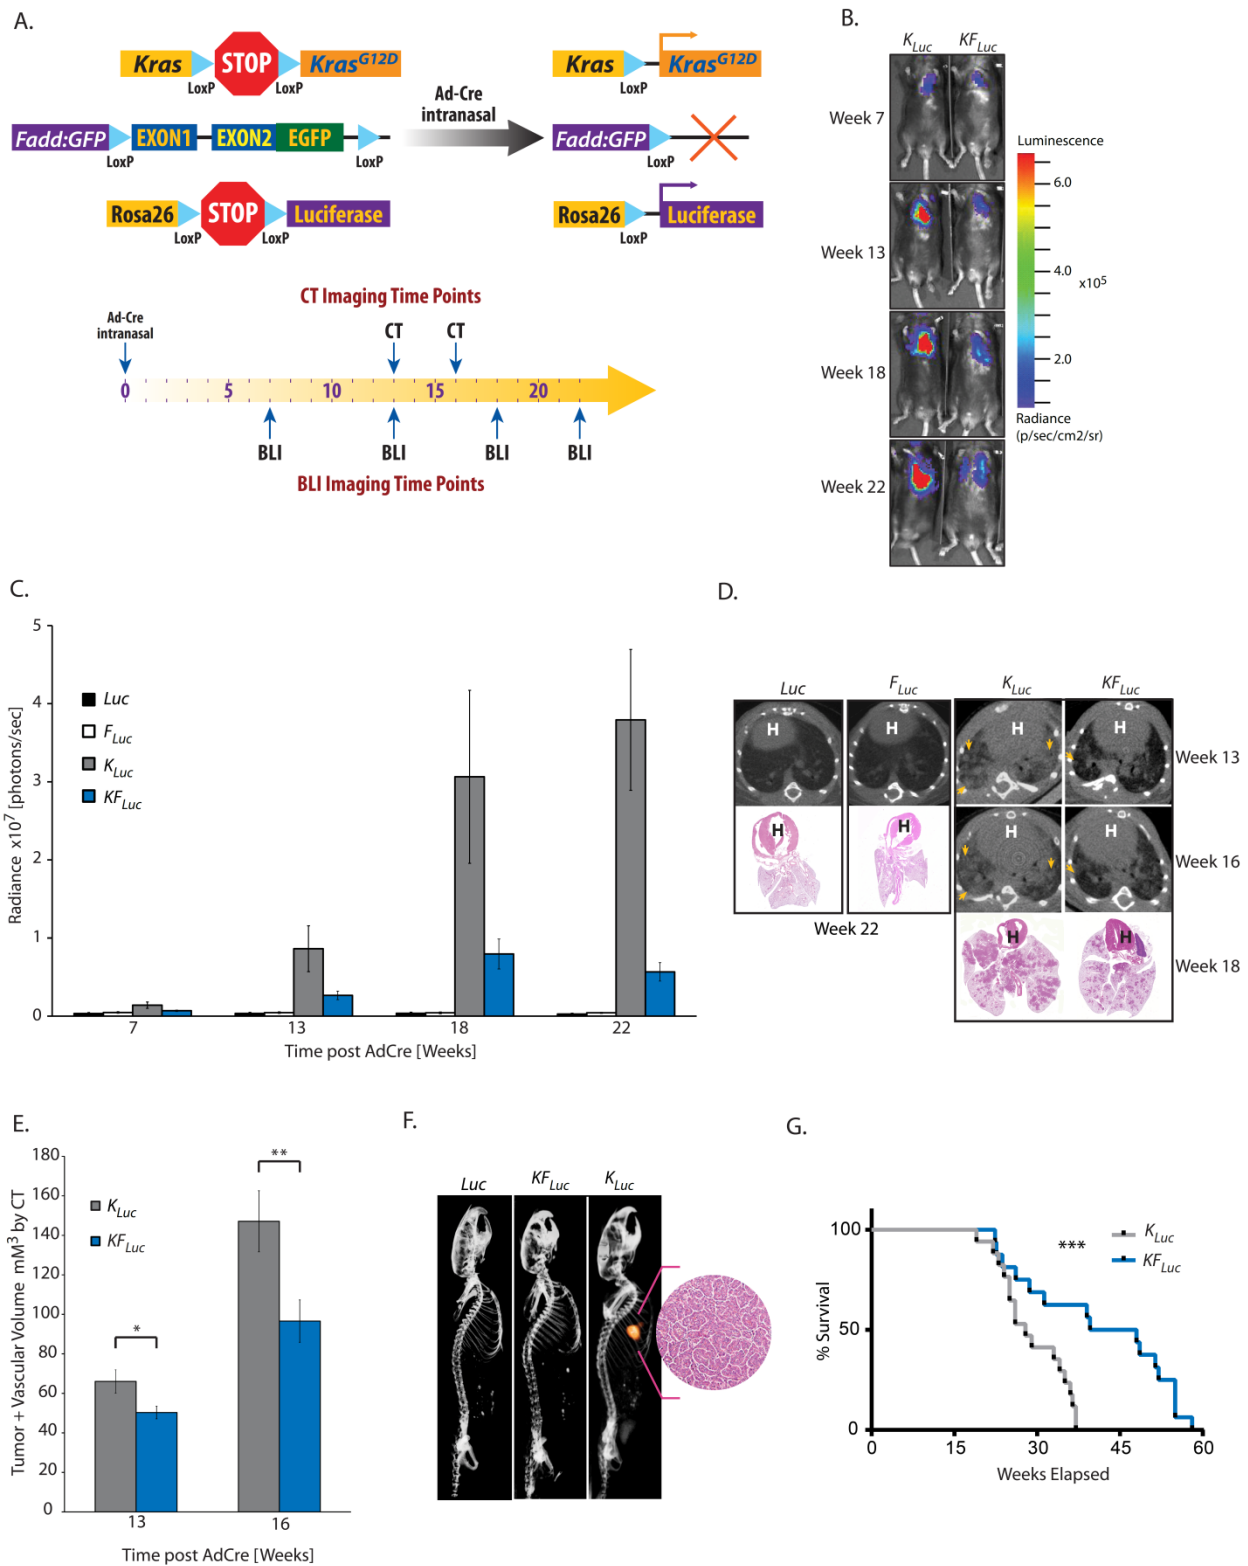 A.
Kras STOP KrasG12D
LoxP LoxP
Fadd:GFP EXON1 EXON2 EGFP
LoxP LoxP
Rosa26 STOP Luciferase
LoxP LoxP
Ad-Cre
intranasal
Kras KrasG12D
LoxP
Fadd:GFP
LoxP
Rosa26 Luciferase
LoxP
CT Imaging Time Points
Ad-Cre
intranasal
CT CT
0 5 10 15 20
BLI BLI BLI BLI
BLI Imaging Time Points
B.
KLuc KFLuc
Week 7
Week 13
Week 18
Week 22
Luminescence
6.0
4.0
x10⁵
2.0
Radiance
(p/sec/cm2/sr)
C.
Radiance x10⁷ [photons/sec]
5
4
3
2
1
0
Luc
FLuc
KLuc
KFLuc
7 13 18 22
Time post AdCre [Weeks]
D.
Luc FLuc KLuc KFLuc
H H H H
Week 13
H H H H
Week 16
Week 22
H H
Week 18
E.
Tumor + Vascular Volume mM³ by CT
180
160
140
120
100
80
60
40
20
0
KLuc
KFLuc
*
**
13 16
Time post AdCre [Weeks]
F.
Luc KFLuc KLuc
G.
% Survival
100
50
0
***
KLuc
KFLuc
0 15 30 45 60
Weeks Elapsed